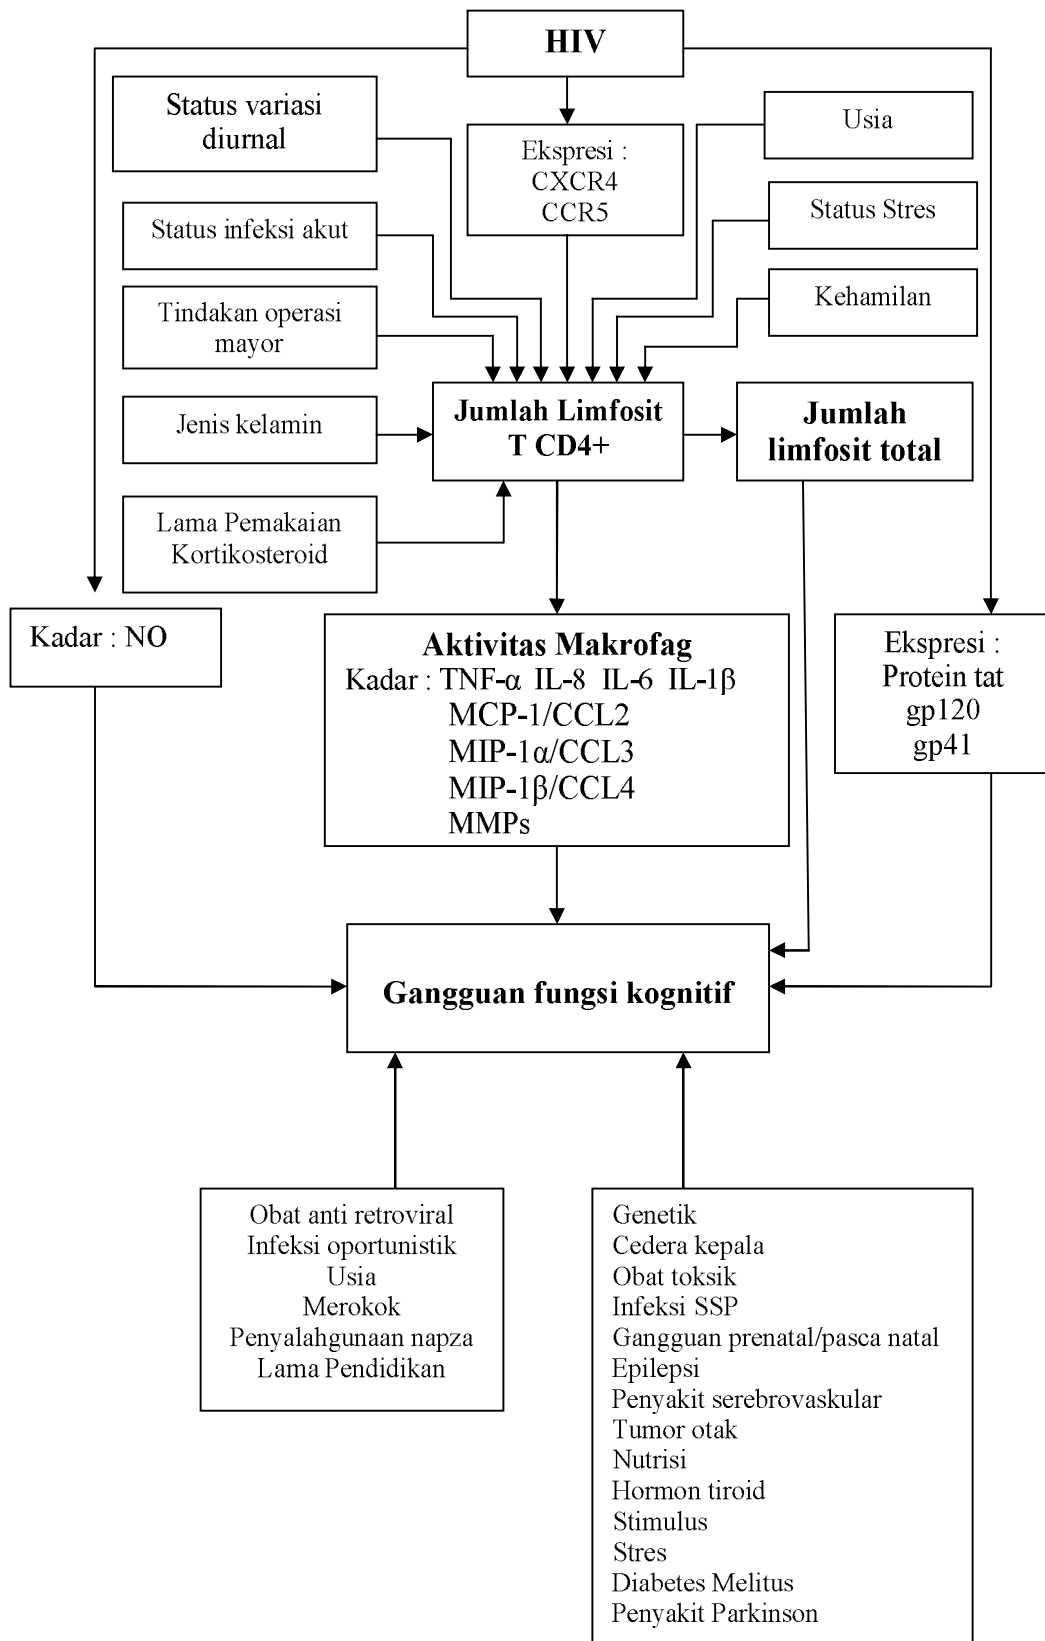 HIV
Status variasi
diurnal
Ekspresi :
CXCR4
CCR5
Usia
Status infeksi akut
Status Stres
Tindakan operasi
mayor
Kehamilan
Jenis kelamin
Jumlah Limfosit
T CD4+
Jumlah
limfosit total
Lama Pemakaian
Kortikosteroid
Kadar : NO
Aktivitas Makrofag
Kadar : TNF-α IL-8 IL-6 IL-1β
MCP-1/CCL2
MIP-1α/CCL3
MIP-1β/CCL4
MMPs
Ekspresi :
Protein tat
gp120
gp41
Gangguan fungsi kognitif
Obat anti retroviral
Infeksi oportunistik
Usia
Merokok
Penyalahgunaan napza
Lama Pendidikan
Genetik
Cedera kepala
Obat toksik
Infeksi SSP
Gangguan prenatal/pasca natal
Epilepsi
Penyakit serebrovaskular
Tumor otak
Nutrisi
Hormon tiroid
Stimulus
Stres
Diabetes Melitus
Penyakit Parkinson